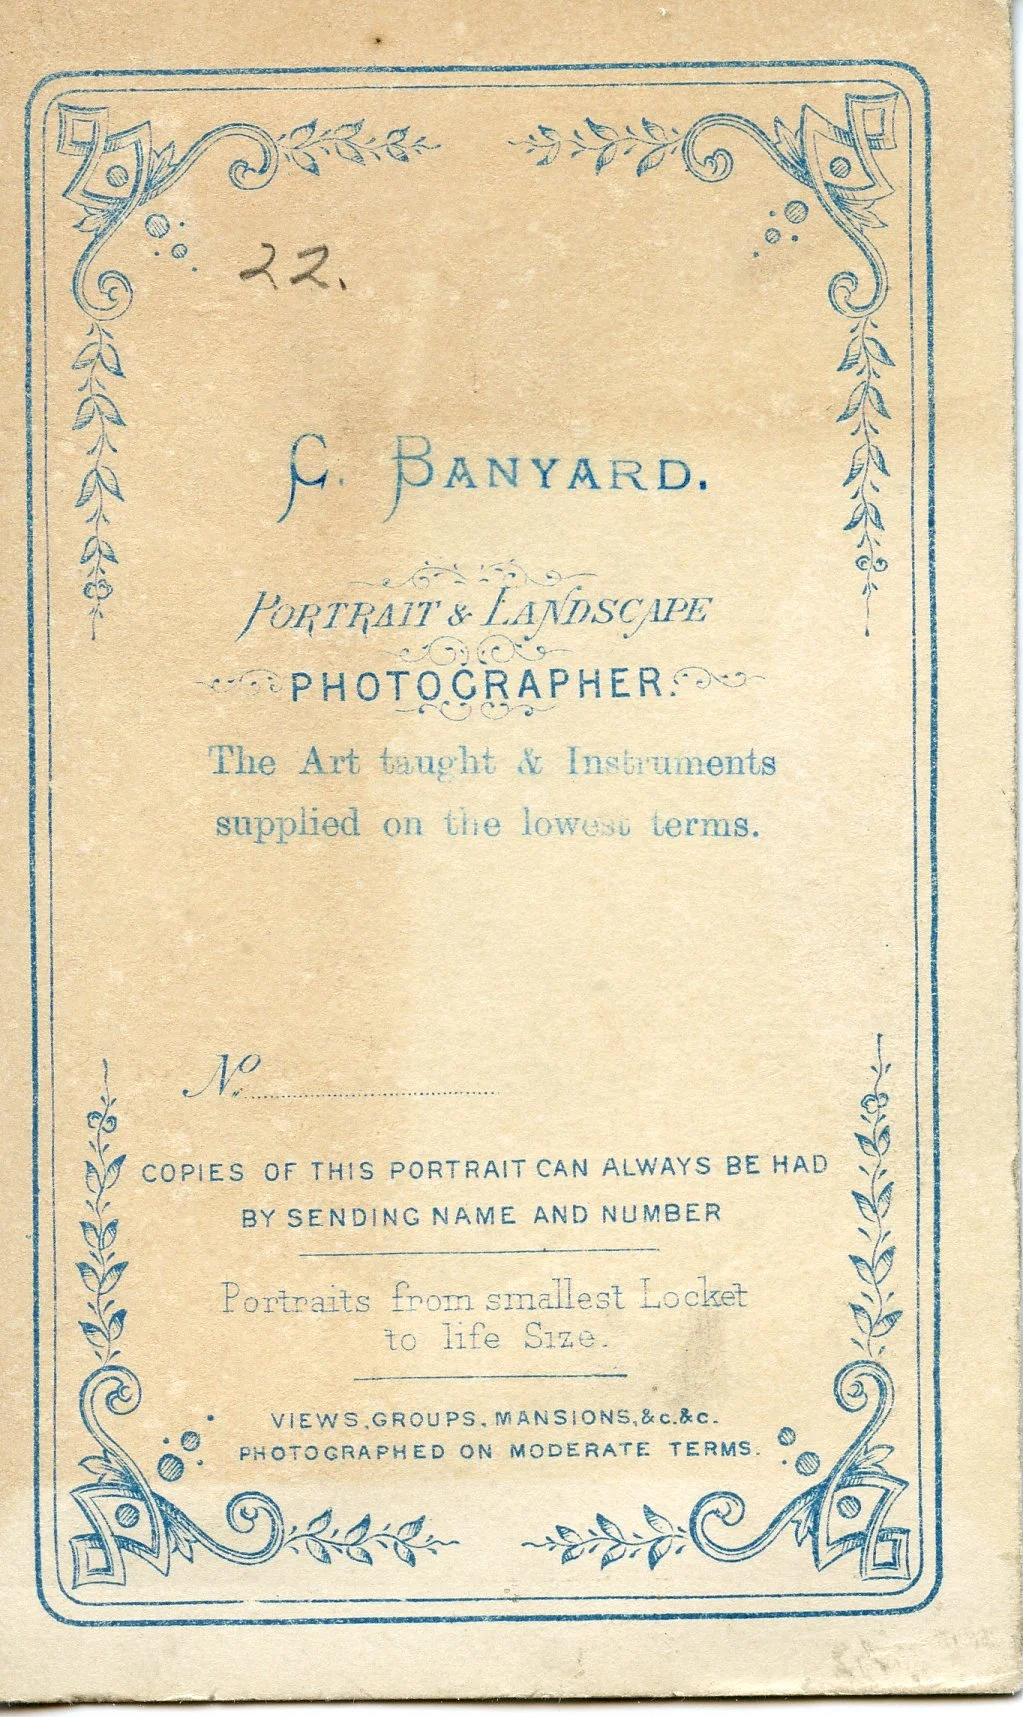 22.
C. BANYARD.
PORTRAIT & LANDSCAPE
PHOTOGRAPHER.
The Art taught & Instruments
supplied on the lowest terms.
No.
COPIES OF THIS PORTRAIT CAN ALWAYS BE HAD
BY SENDING NAME AND NUMBER
Portraits from smallest Locket
to life Size.
VIEWS, GROUPS, MANSIONS, &c. &c.
PHOTOGRAPHED ON MODERATE TERMS.